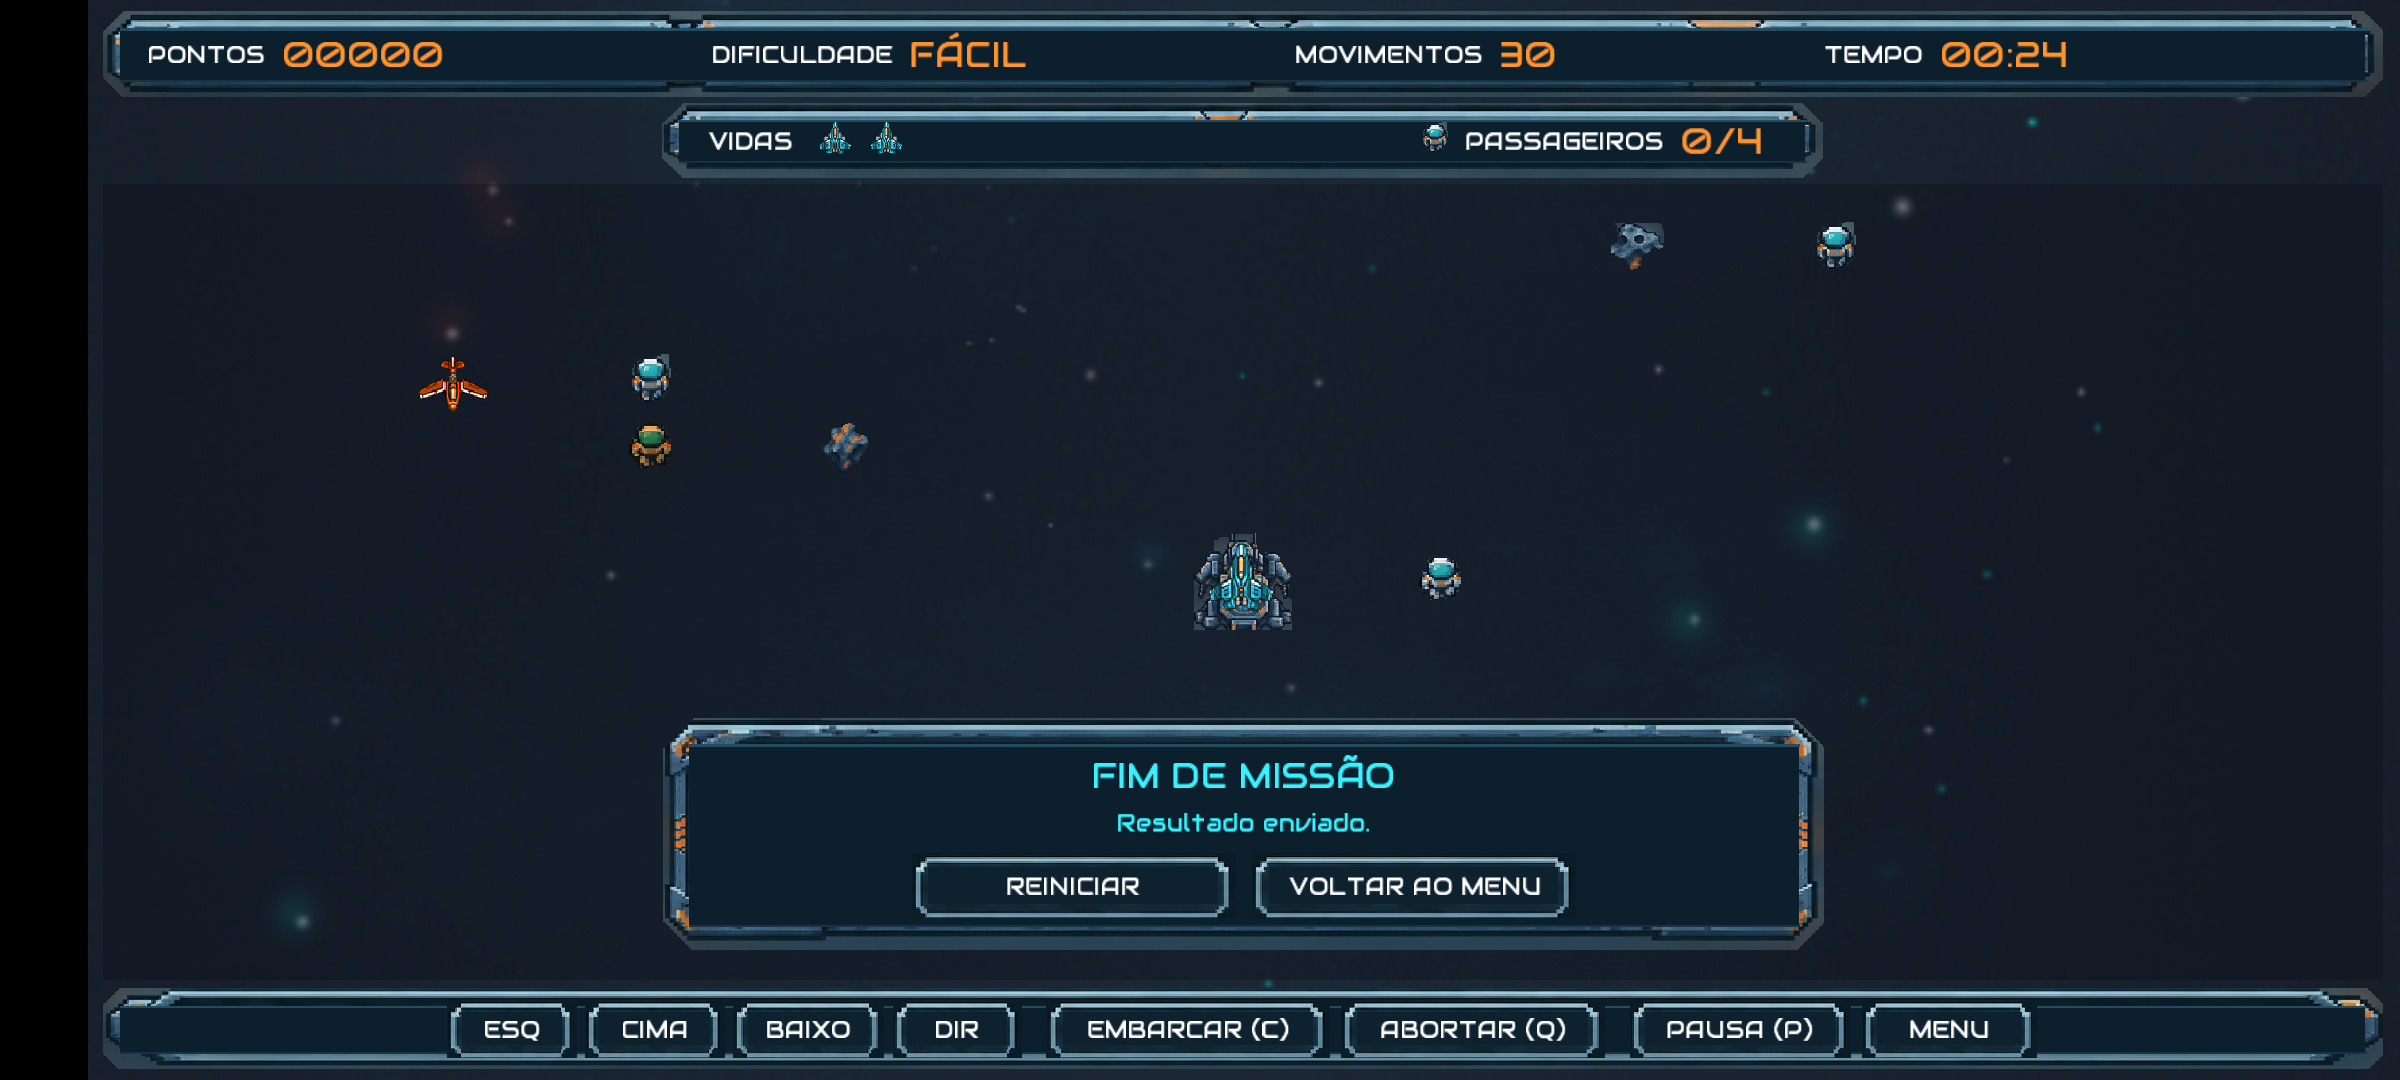 PONTOS 00000 DIFICULDADE FÁCIL MOVIMENTOS 30 TEMPO 00:24
VIDAS PASSAGEIROS 0/4
FIM DE MISSÃO
Resultado enviado.
REINICIAR VOLTAR AO MENU
ESQ CIMA BAIXO DIR EMBARCAR (C) ABORTAR (Q) PAUSA (P) MENU